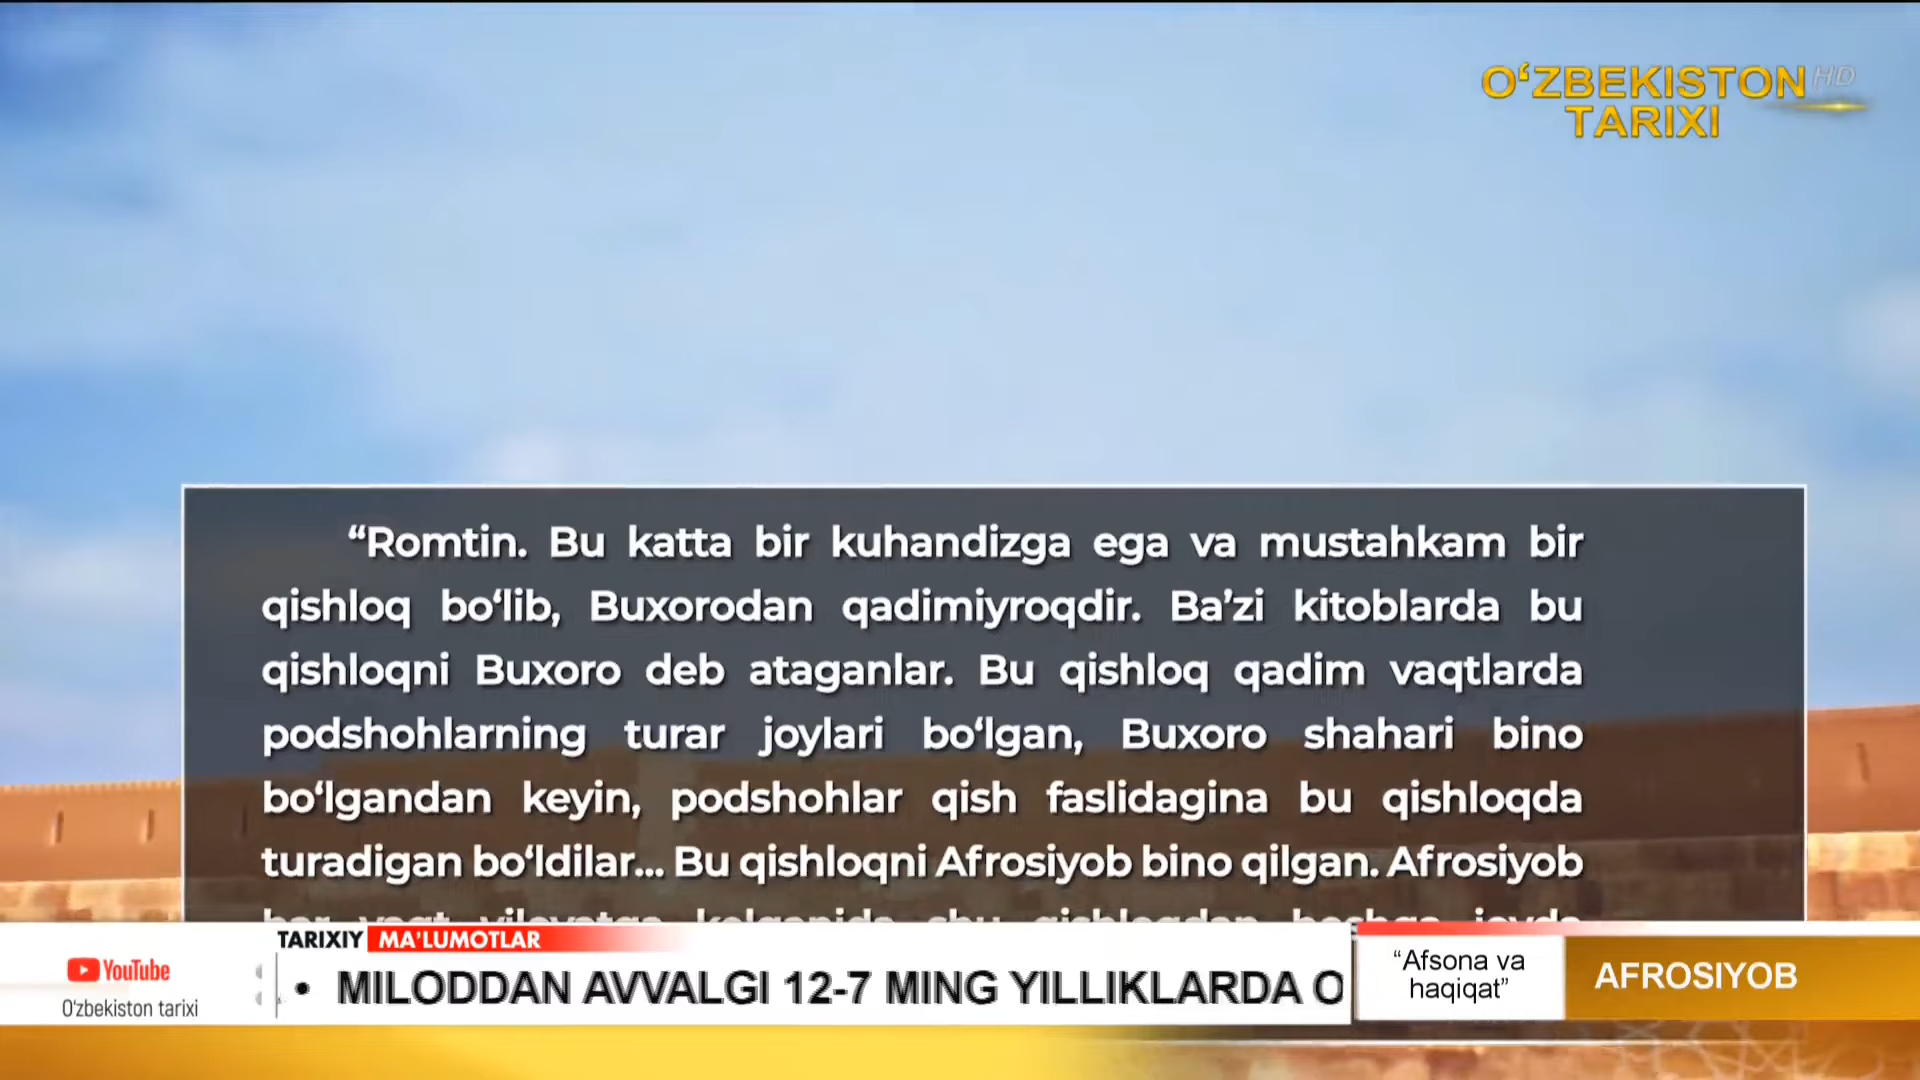 O‘ZBEKISTON HD
TARIXI
“Romtin. Bu katta bir kuhandizga ega va mustahkam bir
qishloq bo‘lib, Buxorodan qadimiyroqdir. Ba’zi kitoblarda bu
qishloqni Buxoro deb ataganlar. Bu qishloq qadim vaqtlarda
podshohlarning turar joylari bo‘lgan, Buxoro shahari bino
bo‘lgandan keyin, podshohlar qish faslidagina bu qishloqda
turadigan bo‘ldilar... Bu qishloqni Afrosiyob bino qilgan. Afrosiyob
TARIXIY MA’LUMOTLAR
YouTube
O‘zbekiston tarixi
• MILODDAN AVVALGI 12-7 MING YILLIKLARDA O
“Afsona va
haqiqat”
AFROSIYOB